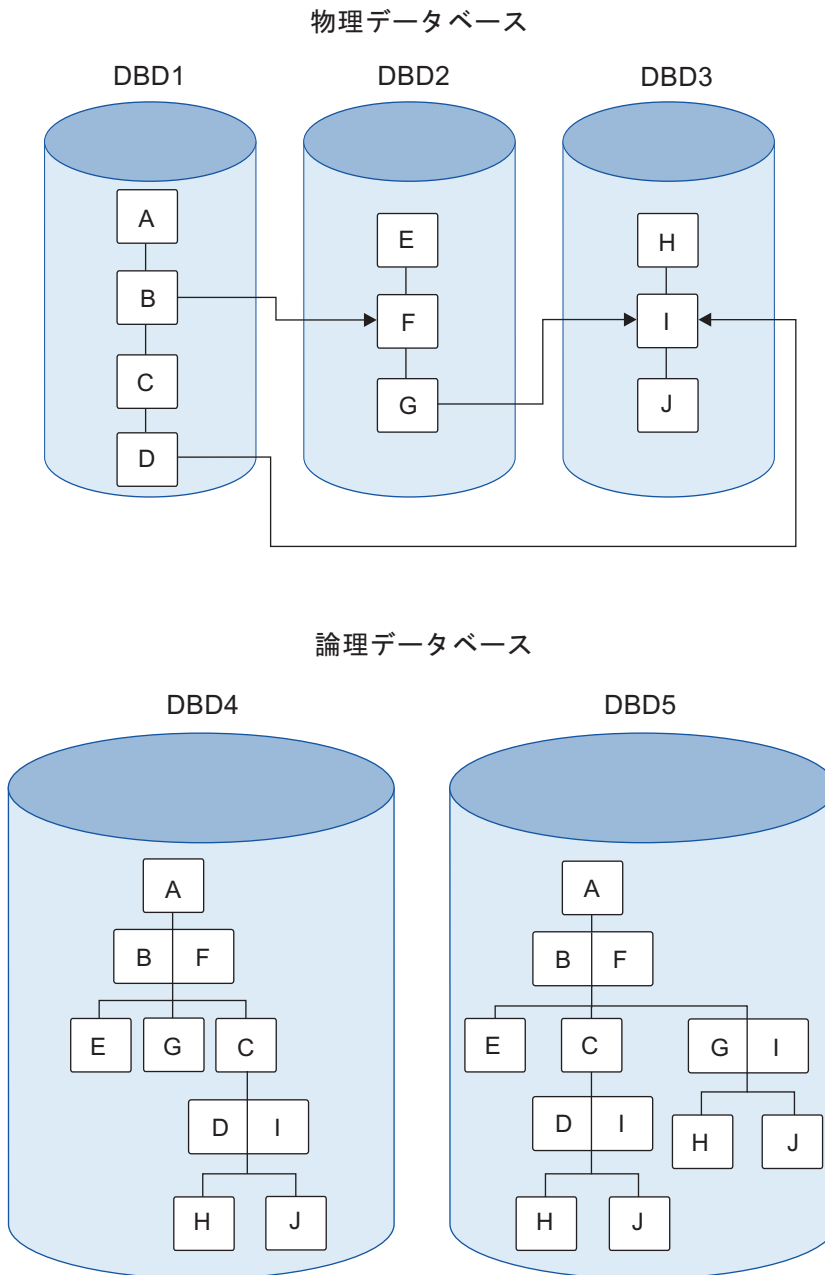 物理データベース
DBD1 DBD2 DBD3
A
E H
B
F I
C
G J
D
論理データベース
DBD4 DBD5
A A
B F B F
E G C E C G I
D I D I H J
H J H J